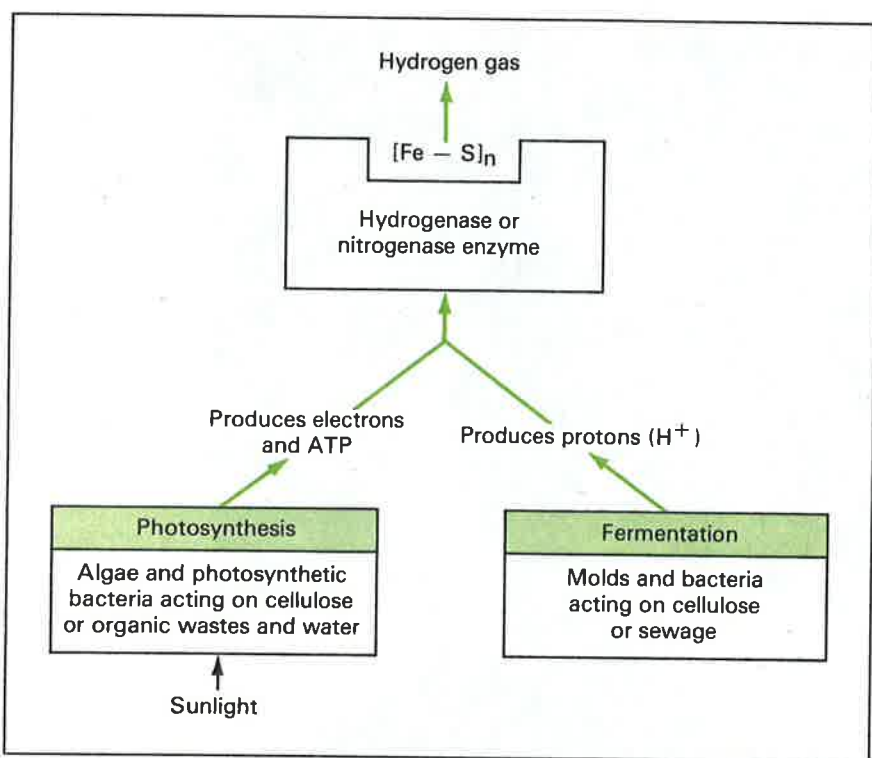 Hydrogen gas
[Fe – S]n
Hydrogenase or
nitrogenase enzyme
Produces electrons
and ATP
Produces protons (H+)
Photosynthesis
Algae and photosynthetic
bacteria acting on cellulose
or organic wastes and water
Sunlight
Fermentation
Molds and bacteria
acting on cellulose
or sewage